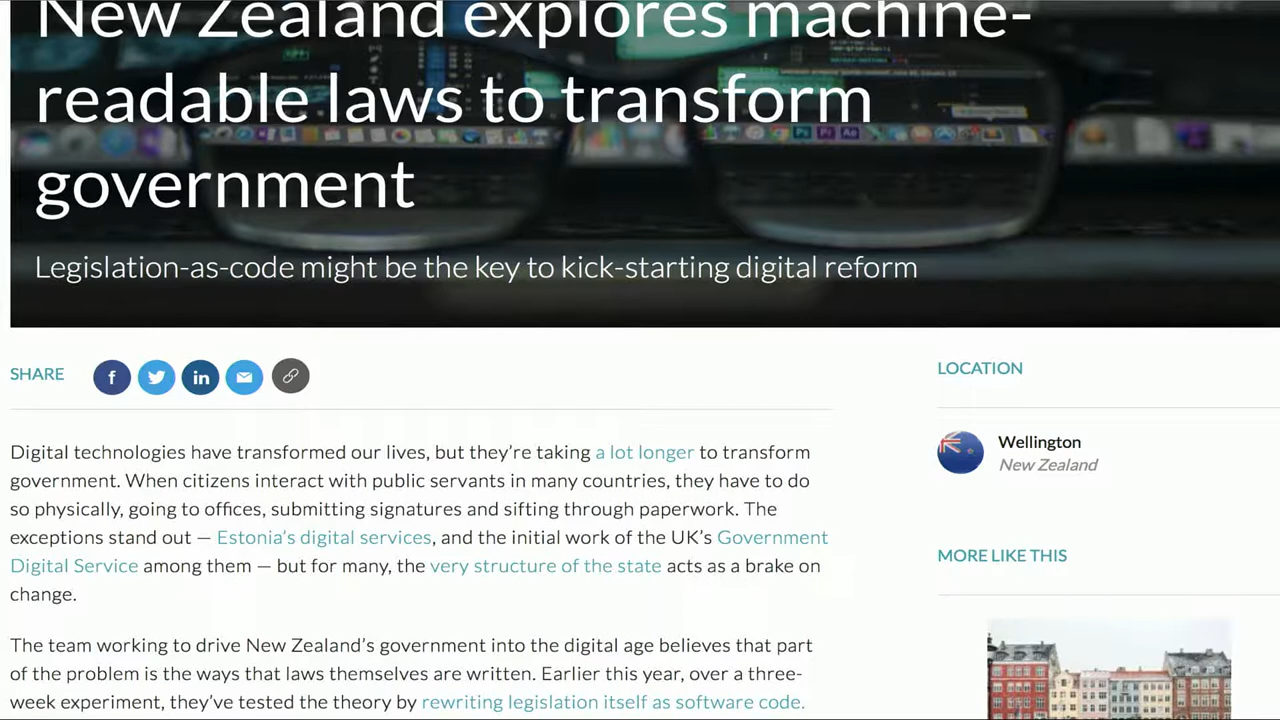 New Zealand explores machine-
readable laws to transform
government
Legislation-as-code might be the key to kick-starting digital reform
SHARE
LOCATION
Wellington
New Zealand
Digital technologies have transformed our lives, but they're taking a lot longer to transform
government. When citizens interact with public servants in many countries, they have to do
so physically, going to offices, submitting signatures and sifting through paperwork. The
exceptions stand out — Estonia's digital services, and the initial work of the UK's Government
Digital Service among them — but for many, the very structure of the state acts as a brake on
change.
MORE LIKE THIS
The team working to drive New Zealand's government into the digital age believes that part
of the problem is the ways that laws themselves are written. Earlier this year, over a three-
week experiment, they've tested the theory by rewriting legislation itself as software code.